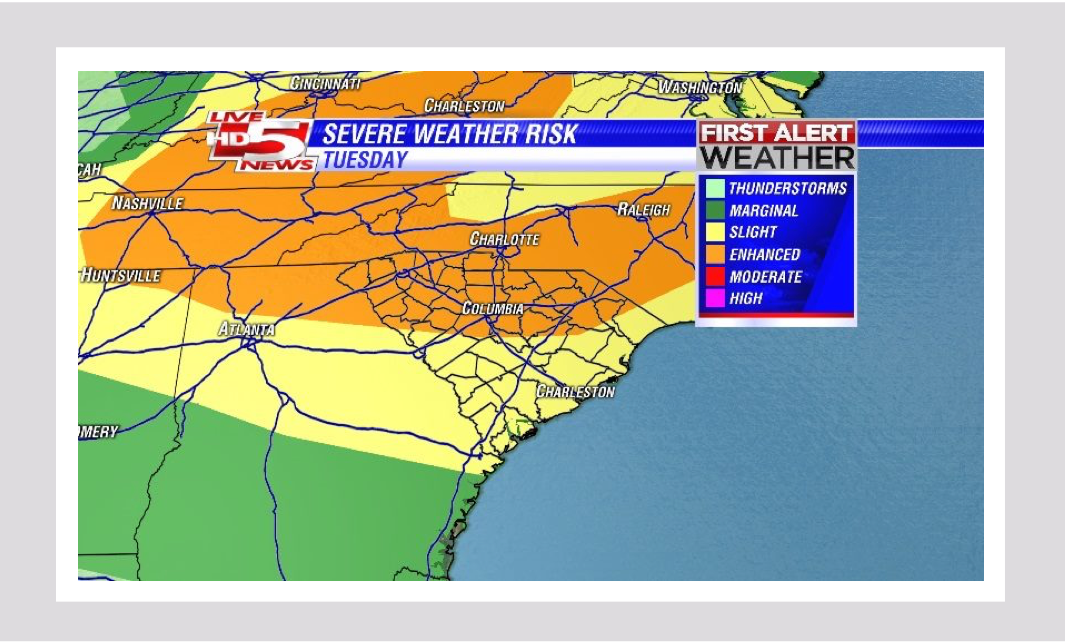 CINCINNATI
WASHINGTON
CHARLESTON
LIVE
HD 5
NEWS
SEVERE WEATHER RISK
TUESDAY
FIRST ALERT
WEATHER
THUNDERSTORMS
MARGINAL
SLIGHT
ENHANCED
MODERATE
HIGH
CAH
NASHVILLE
RALEIGH
CHARLOTTE
HUNTSVILLE
COLUMBIA
ATLANTA
CHARLESTON
MERY